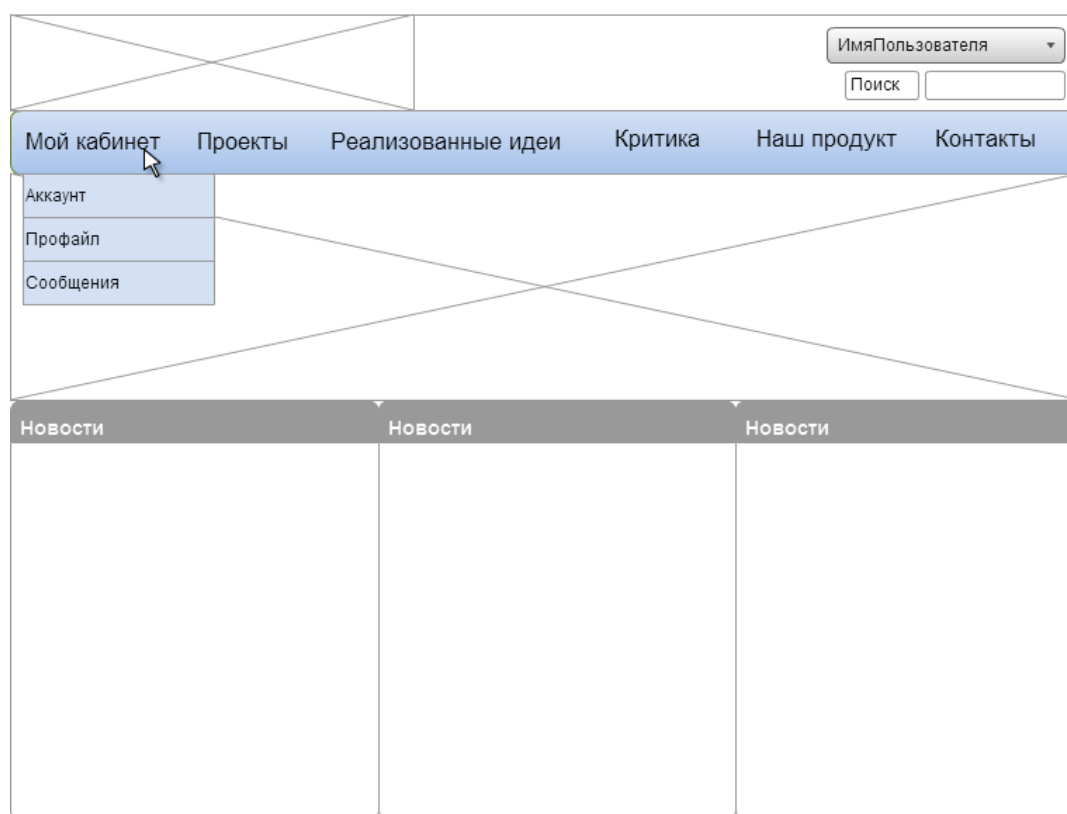 ИмяПользователя
Поиск
Мой кабинет Проекты Реализованные идеи Критика Наш продукт Контакты
Аккаунт
Профайл
Сообщения
Новости Новости Новости